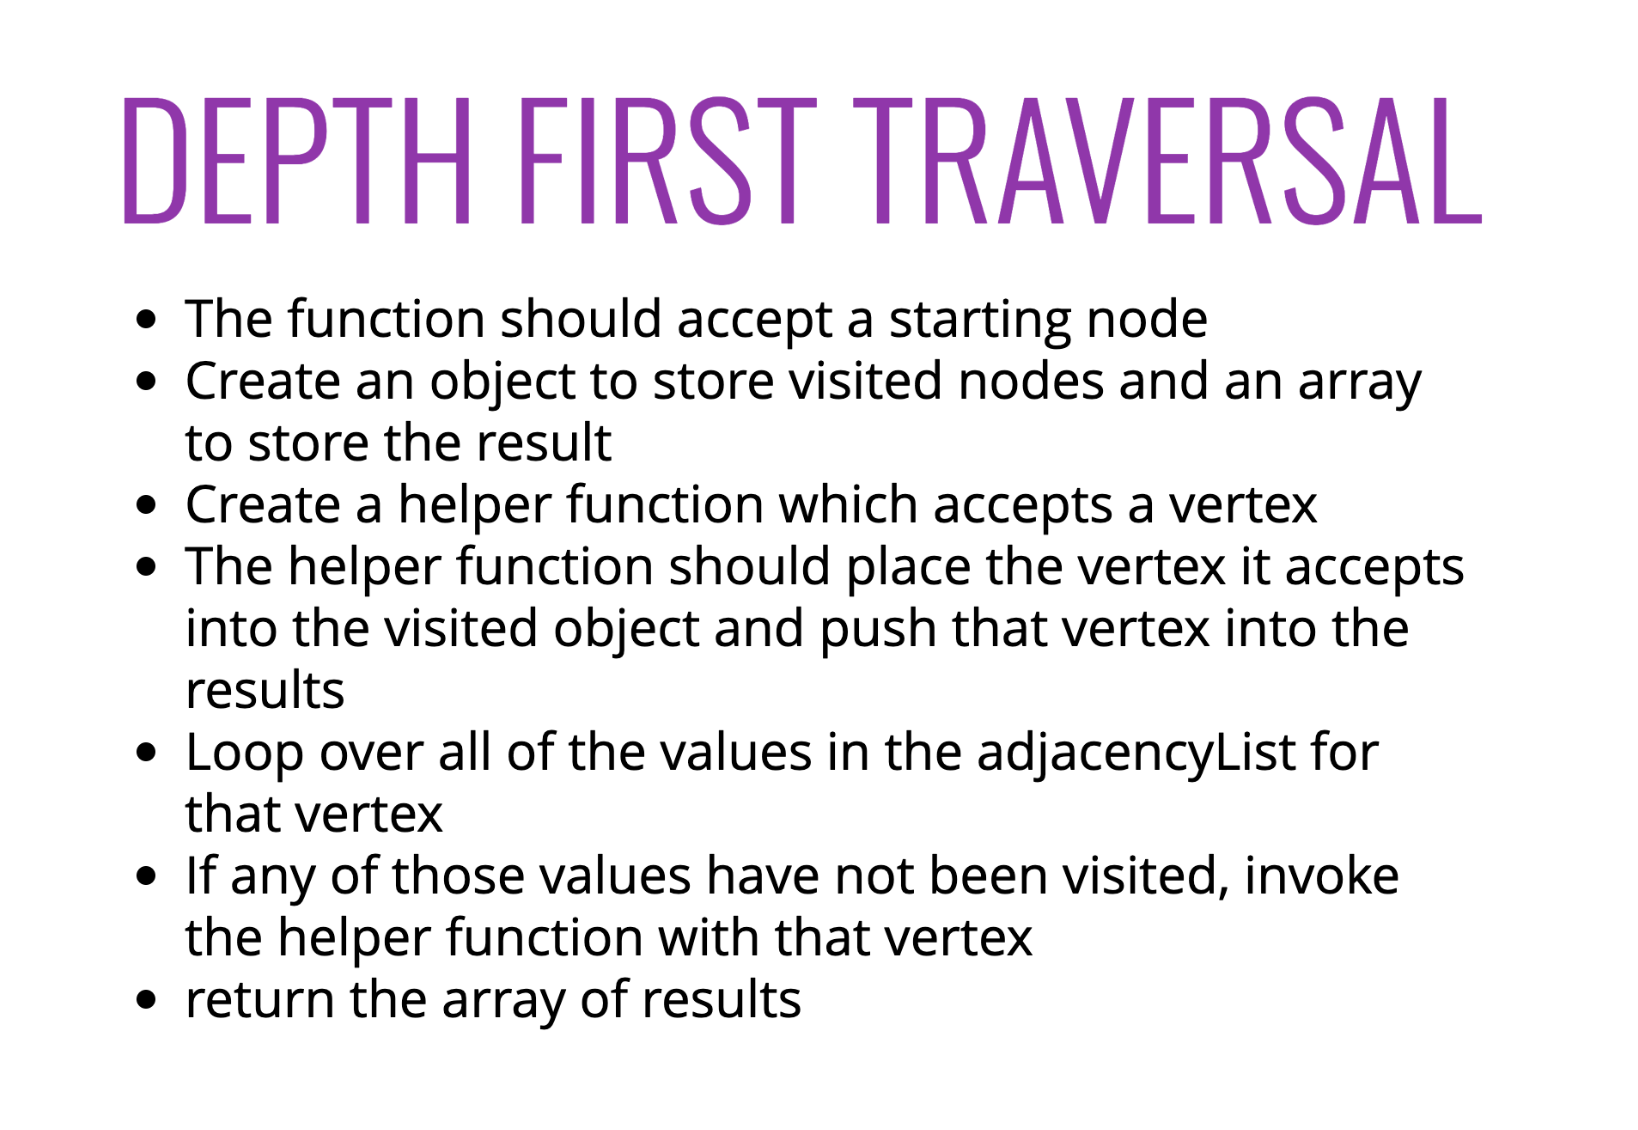 DEPTH FIRST TRAVERSAL
• The function should accept a starting node
• Create an object to store visited nodes and an array
to store the result
• Create a helper function which accepts a vertex
• The helper function should place the vertex it accepts
into the visited object and push that vertex into the
results
• Loop over all of the values in the adjacencyList for
that vertex
• If any of those values have not been visited, invoke
the helper function with that vertex
• return the array of results